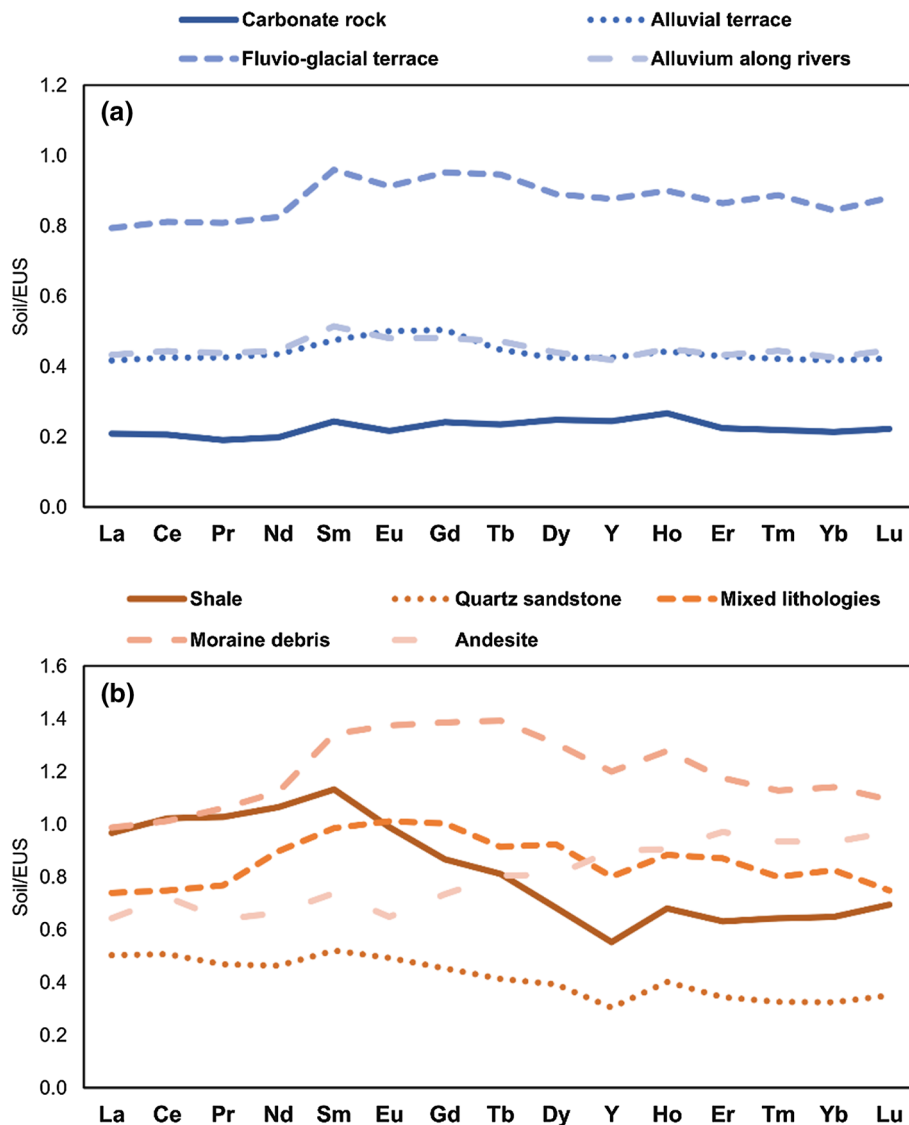 Carbonate rock Alluvial terrace
Fluvio-glacial terrace Alluvium along rivers
(a)
Soil/EUS
1.2
1.0
0.8
0.6
0.4
0.2
0.0
La Ce Pr Nd Sm Eu Gd Tb Dy Y Ho Er Tm Yb Lu
Shale Quartz sandstone Mixed lithologies
Moraine debris Andesite
(b)
Soil/EUS
1.6
1.4
1.2
1.0
0.8
0.6
0.4
0.2
0.0
La Ce Pr Nd Sm Eu Gd Tb Dy Y Ho Er Tm Yb Lu